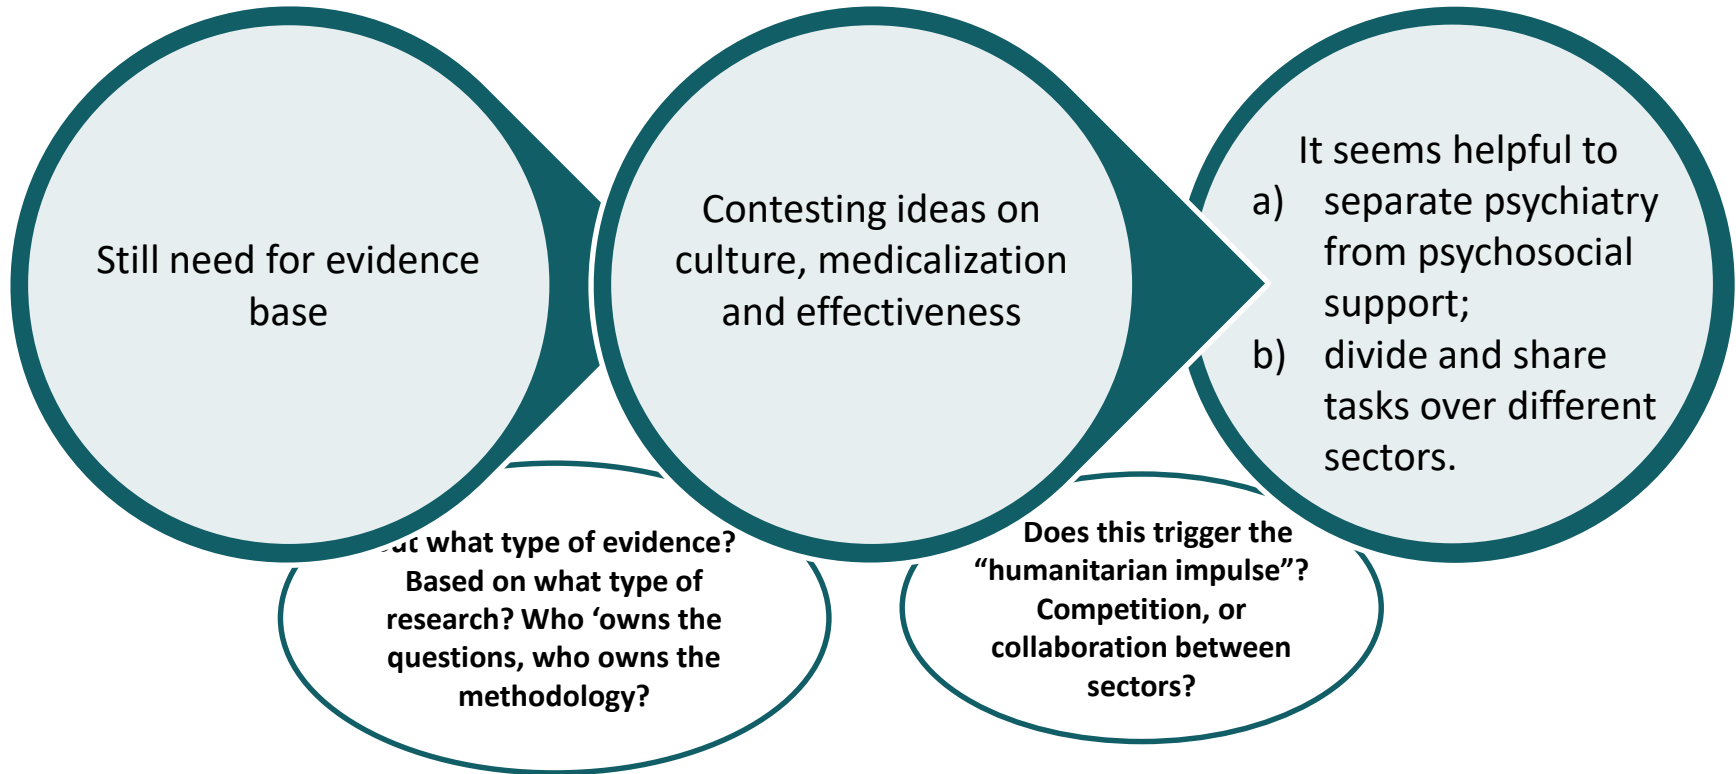 Still need for evidence
base
Contesting ideas on
culture, medicalization
and effectiveness
It seems helpful to
a) separate psychiatry
from psychosocial
support;
b) divide and share
tasks over different
sectors.
what type of evidence?
Based on what type of
research? Who ‘owns the
questions, who owns the
methodology?
Does this trigger the
“humanitarian impulse”?
Competition, or
collaboration between
sectors?